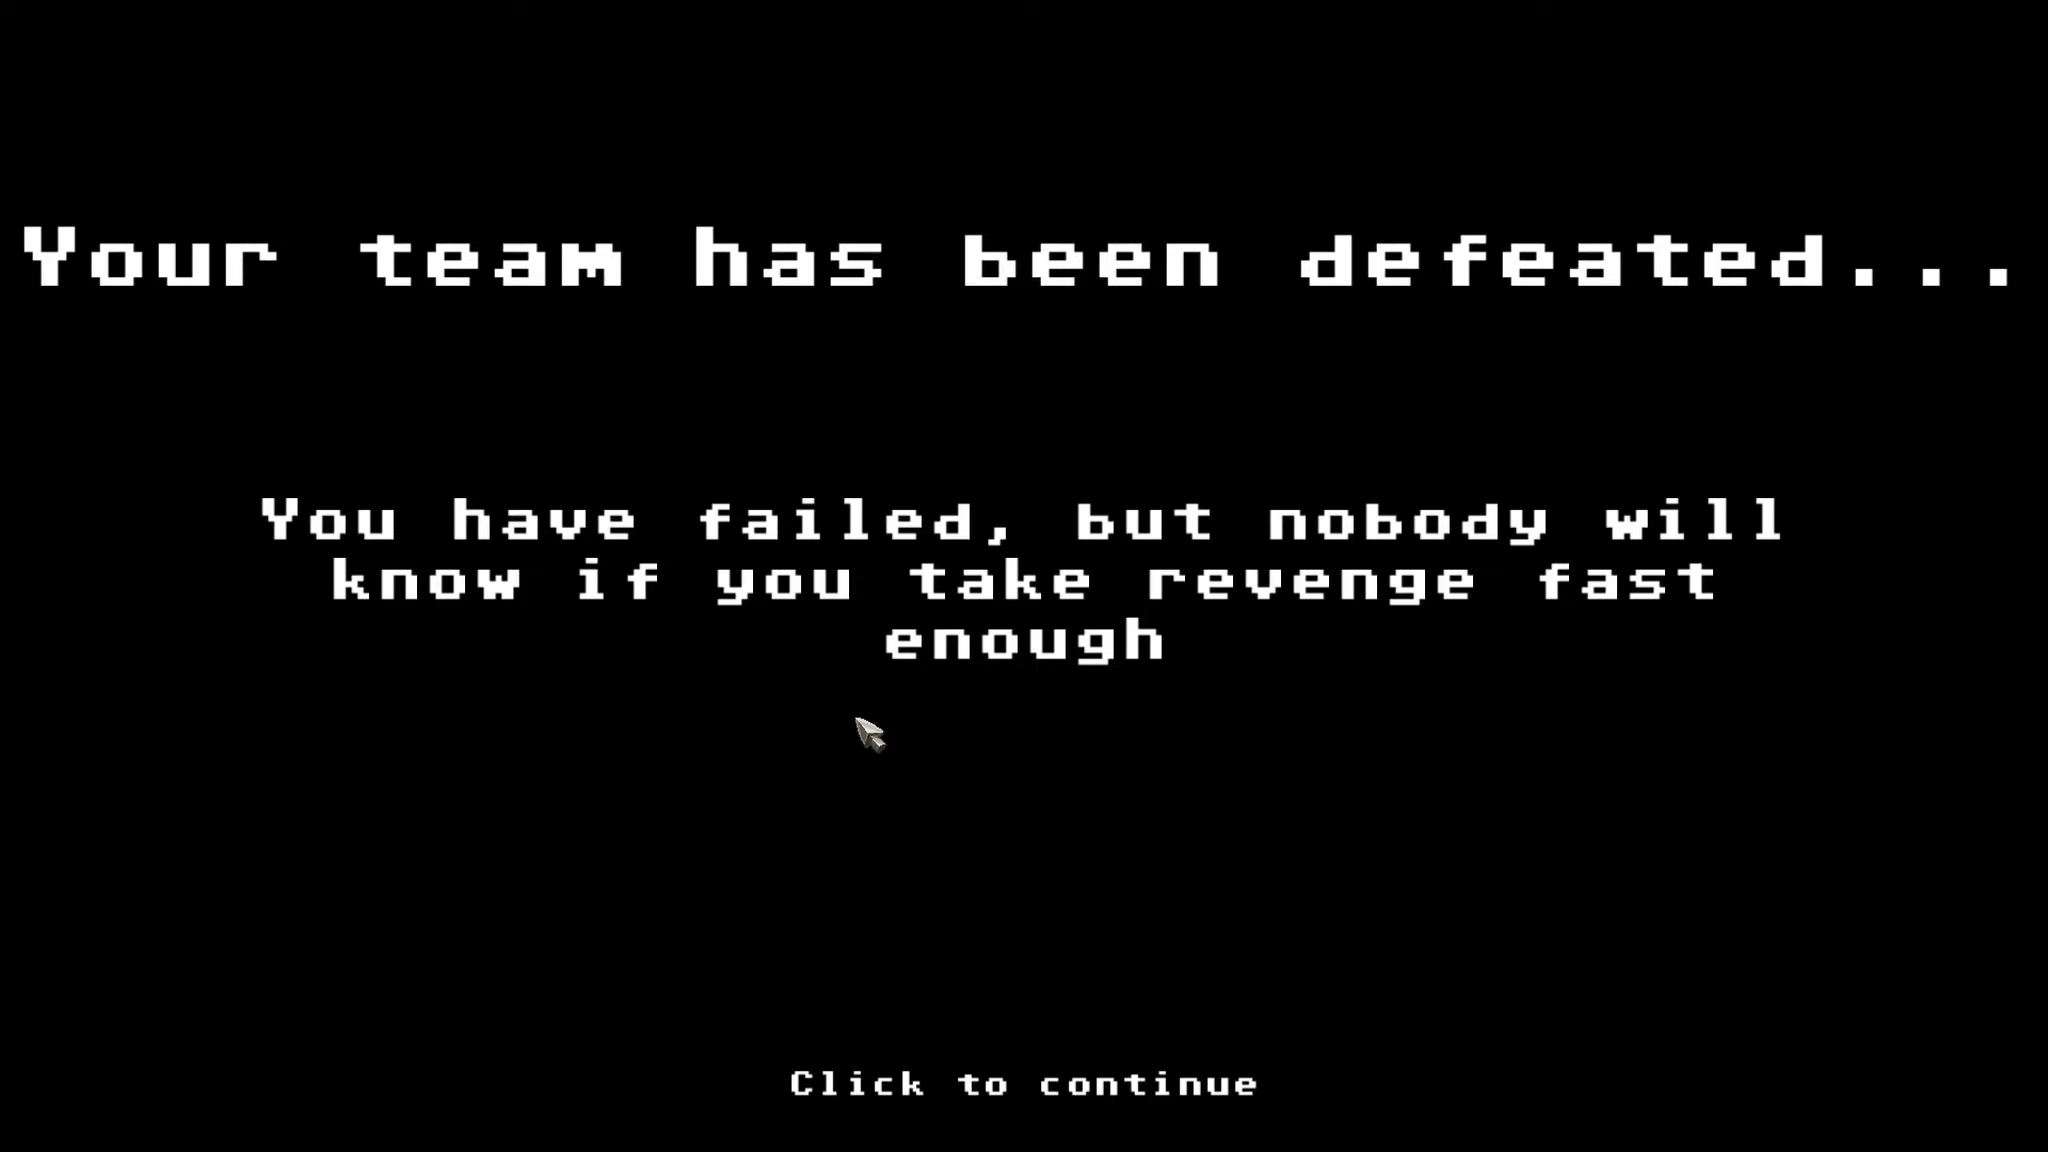 Your team has been defeated...
You have failed, but nobody will
know if you take revenge fast
enough
Click to continue